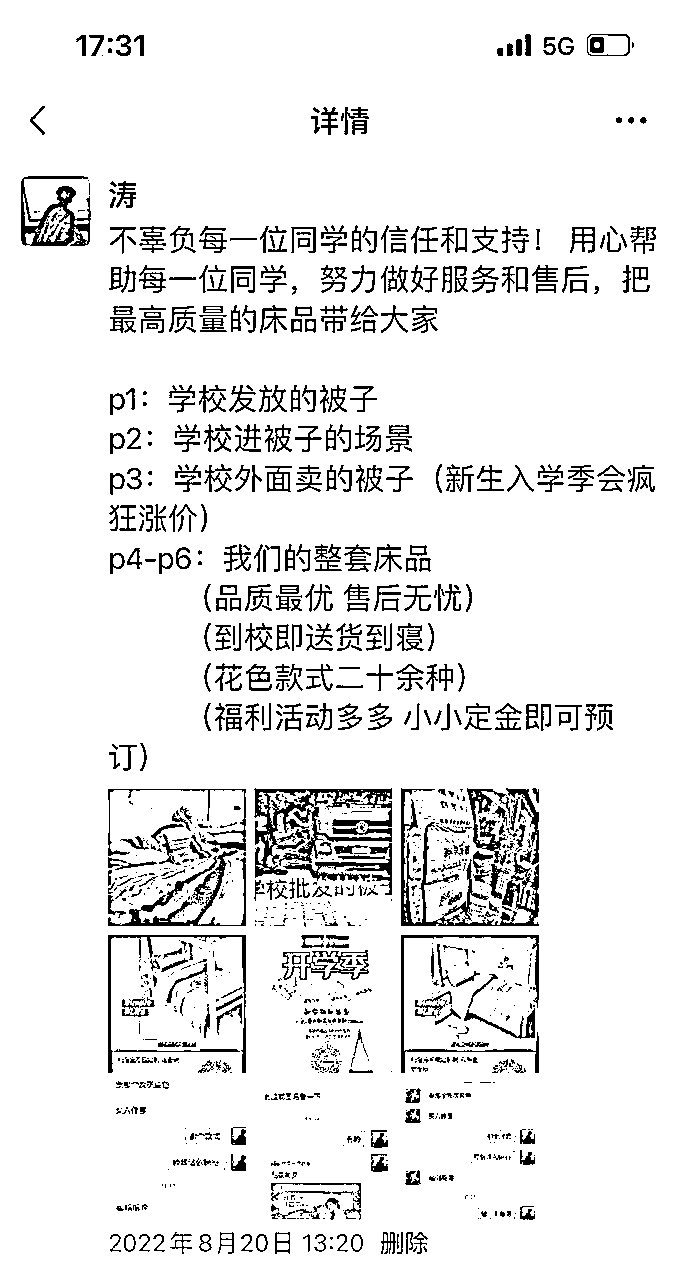 17:31
5G
详情
涛
不辜负每一位同学的信任和支持！ 用心帮
助每一位同学，努力做好服务和售后，把
最高质量的床品带给大家
p1：学校发放的被子
p2：学校进被子的场景
p3：学校外面卖的被子（新生入学季会疯
狂涨价）
p4-p6：我们的整套床品
（品质最优 售后无忧）
（到校即送货到寝）
（花色款式二十余种）
（福利活动多多 小小定金即可预
订）
学校批发的被子
开学季
2022年8月20日 13:20 删除